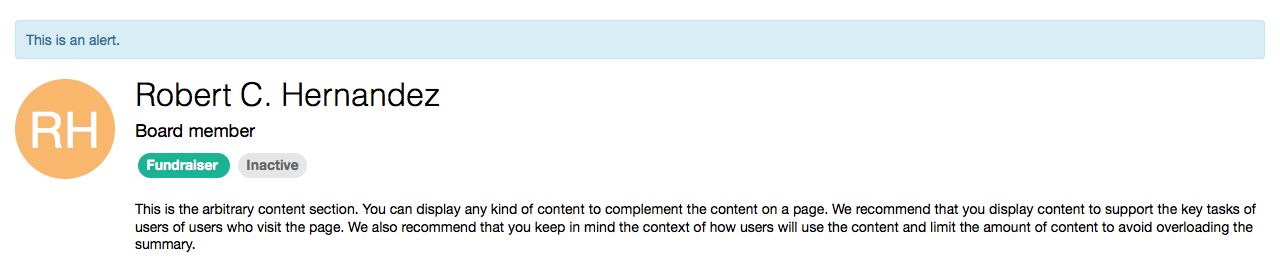 This is an alert.
RH
Robert C. Hernandez
Board member
Fundraiser Inactive
This is the arbitrary content section. You can display any kind of content to complement the content on a page. We recommend that you display content to support the key tasks of
users of users who visit the page. We also recommend that you keep in mind the context of how users will use the content and limit the amount of content to avoid overloading the
summary.